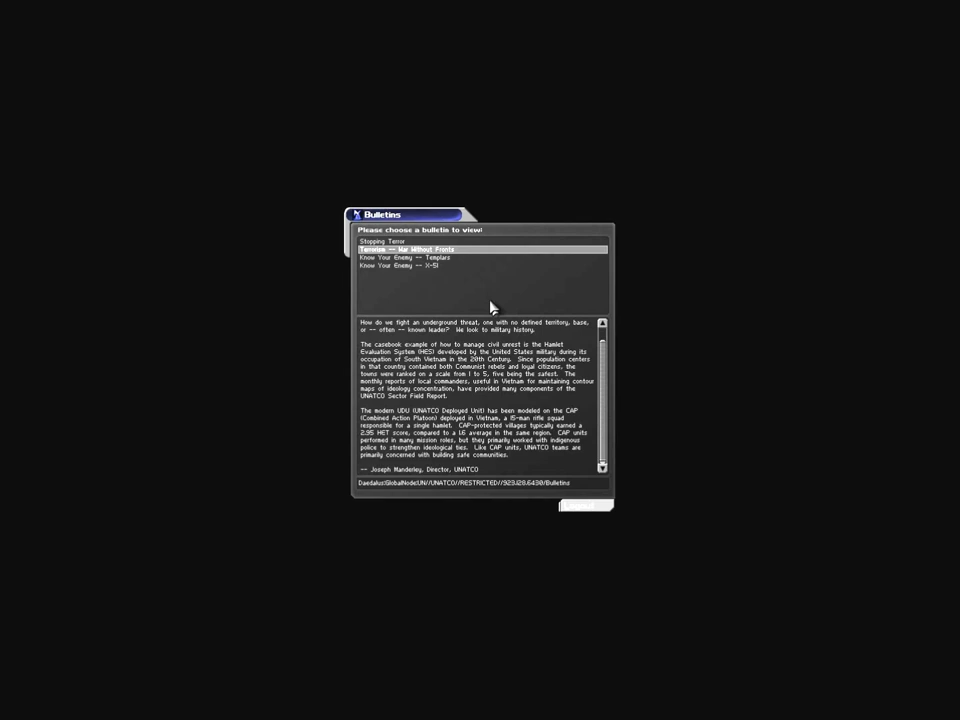 Bulletins
Please choose a bulletin to view:
Stopping Terror
Terrorism -- War Without Fronts
Know Your Enemy -- Templars
Know Your Enemy -- X-51
How do we fight an underground threat, one with no defined territory, base,
or -- often -- known leader? We look to military history.
The casebook example of how to manage civil unrest is the Hamlet
Evaluation System (HES) developed by the United States military during its
occupation of South Vietnam in the 20th Century. Since population centers
in that country contained both Communist rebels and loyal citizens, the
towns were ranked on a scale from 1 to 5, five being the safest. The
monthly reports of local commanders, useful in Vietnam for maintaining contour
maps of ideology concentration, have provided many components of the
UNATCO Sector Field Report.
The modern UDU (UNATCO Deployed Unit) has been modeled on the CAP
(Combined Action Platoon) deployed in Vietnam, a 15-man rifle squad
responsible for a single hamlet. CAP-protected villages typically earned a
2.95 HET score, compared to a 1.6 average in the same region. CAP units
performed in many mission roles, but they primarily worked with indigenous
police to strengthen ideological ties. Like CAP units, UNATCO teams are
primarily concerned with building safe communities.
-- Joseph Manderley, Director, UNATCO
Daedalus:GlobalNode:UN//UNATCO//RESTRICTED//923.128.6430/Bulletins